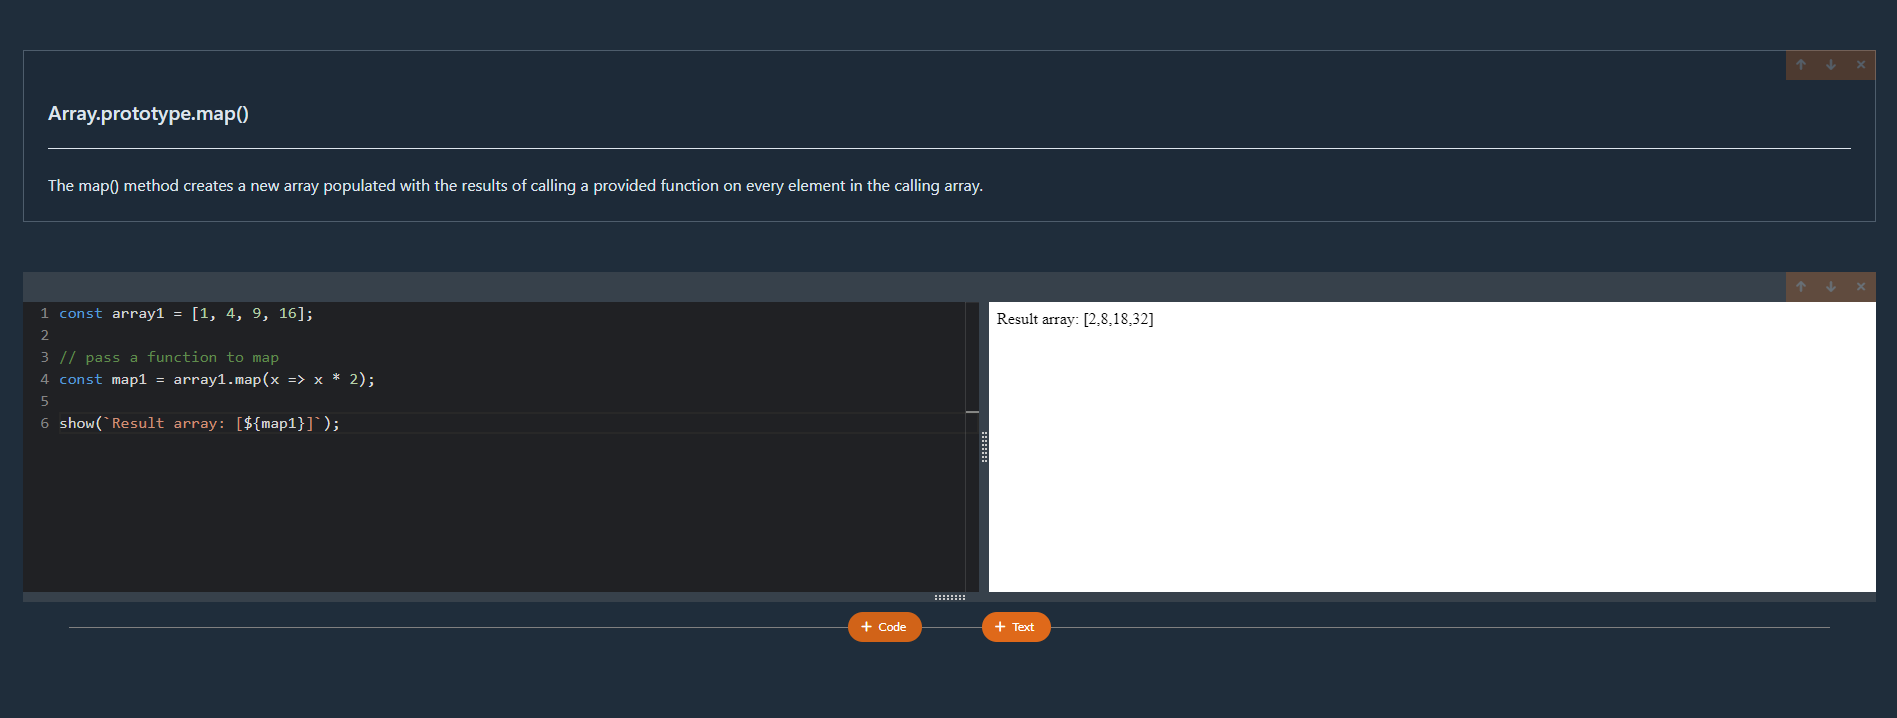 Array.prototype.map()
The map() method creates a new array populated with the results of calling a provided function on every element in the calling array.
1 const array1 = [1, 4, 9, 16];
2
3 // pass a function to map
4 const map1 = array1.map(x => x * 2);
5
6 show(`Result array: [${map1}]`);
Result array: [2,8,18,32]
+ Code
+ Text